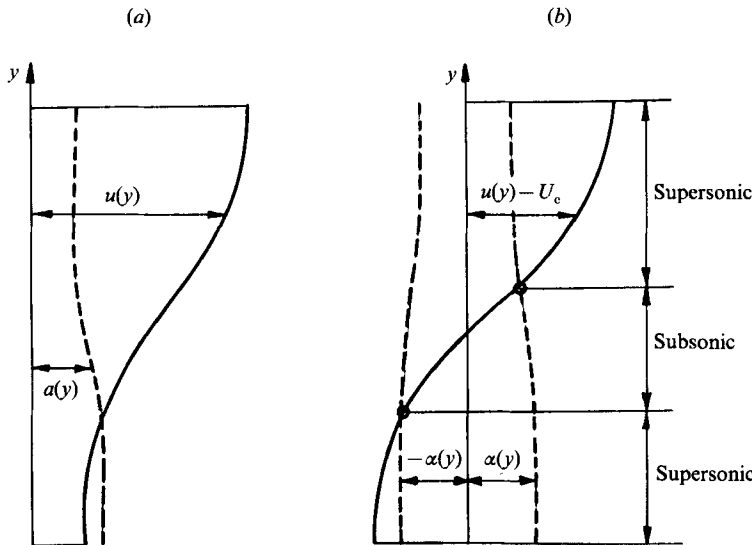 (a)
y
u(y)
a(y)
(b)
y
u(y) − U_c
Supersonic
Subsonic
−α(y)
α(y)
Supersonic